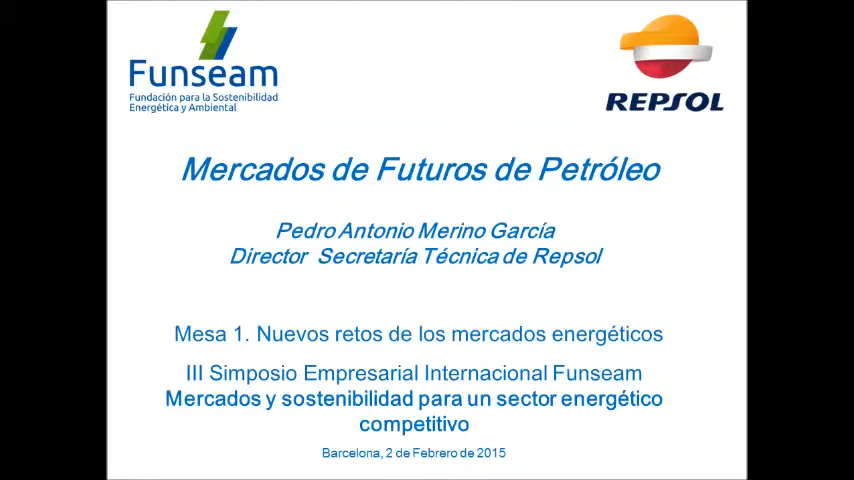 Funseam
Fundación para la Sostenibilidad
Energética y Ambiental
REPSOL
Mercados de Futuros de Petróleo
Pedro Antonio Merino García
Director Secretaría Técnica de Repsol
Mesa 1. Nuevos retos de los mercados energéticos
III Simposio Empresarial Internacional Funseam
Mercados y sostenibilidad para un sector energético
competitivo
Barcelona, 2 de Febrero de 2015